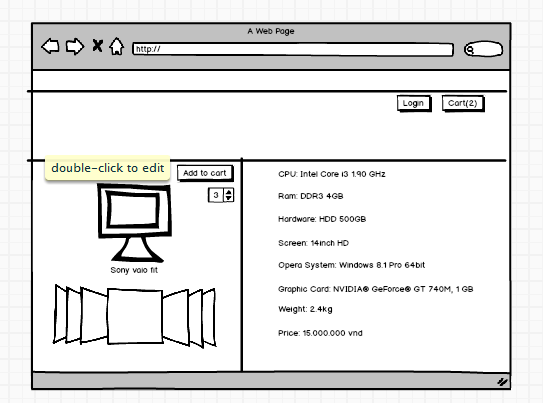 A Web Page
http://
Login
Cart(2)
double-click to edit
Add to cart
3
Sony vaio fit
CPU: Intel Core i3 1.90 GHz
Ram: DDR3 4GB
Hardware: HDD 500GB
Screen: 14inch HD
Opera System: Windows 8.1 Pro 64bit
Graphic Card: NVIDIA® GeForce® GT 740M, 1 GB
Weight: 2.4kg
Price: 15.000.000 vnd